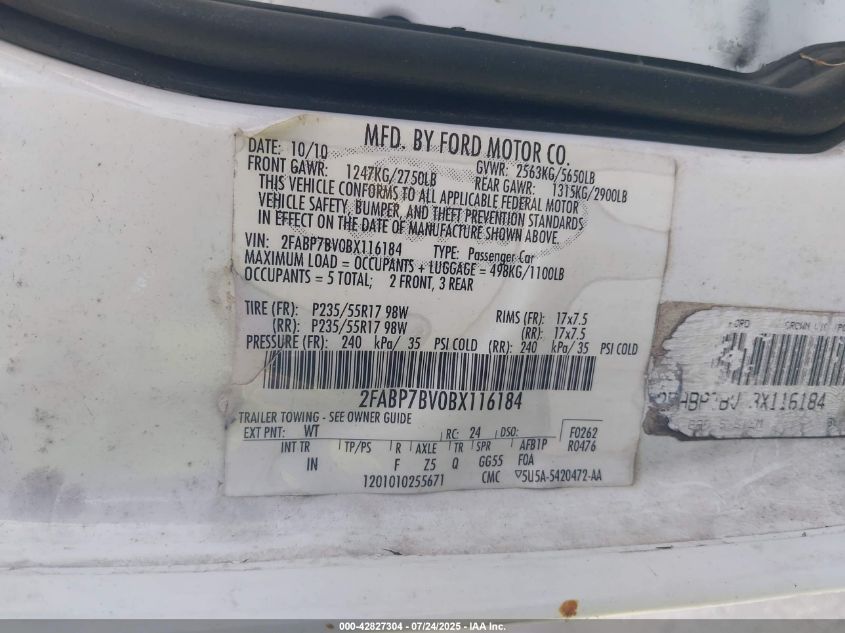 MFD. BY FORD MOTOR CO.
DATE: 10/10 GVWR: 2563KG/5650LB
FRONT GAWR: 1247KG/2750LB REAR GAWR: 1315KG/2900LB
THIS VEHICLE CONFORMS TO ALL APPLICABLE FEDERAL MOTOR
VEHICLE SAFETY, BUMPER, AND THEFT PREVENTION STANDARDS
IN EFFECT ON THE DATE OF MANUFACTURE SHOWN ABOVE.
VIN: 2FABP7BV0BX116184 TYPE: Passenger Car
MAXIMUM LOAD = OCCUPANTS + LUGGAGE = 498KG/1100LB
OCCUPANTS = 5 TOTAL; 2 FRONT, 3 REAR
TIRE (FR): P235/55R17 98W RIMS (FR): 17x7.5
(RR): P235/55R17 98W (RR): 17x7.5
PRESSURE (FR): 240 kPa/ 35 PSI COLD (RR): 240 kPa/ 35 PSI COLD
2FABP7BV0BX116184
TRAILER TOWING - SEE OWNER GUIDE
EXT PNT: WT RC: 24 DSO: F0262
INT TR TP/PS R AXLE TR SPR AFB1P R0476
IN F Z5 Q GG55 F0A
1201010255671 CMC 5U5A-5420472-AA
FORD CROWN VIC
X116184
000-42827304 - 07/24/2025 - IAA Inc.